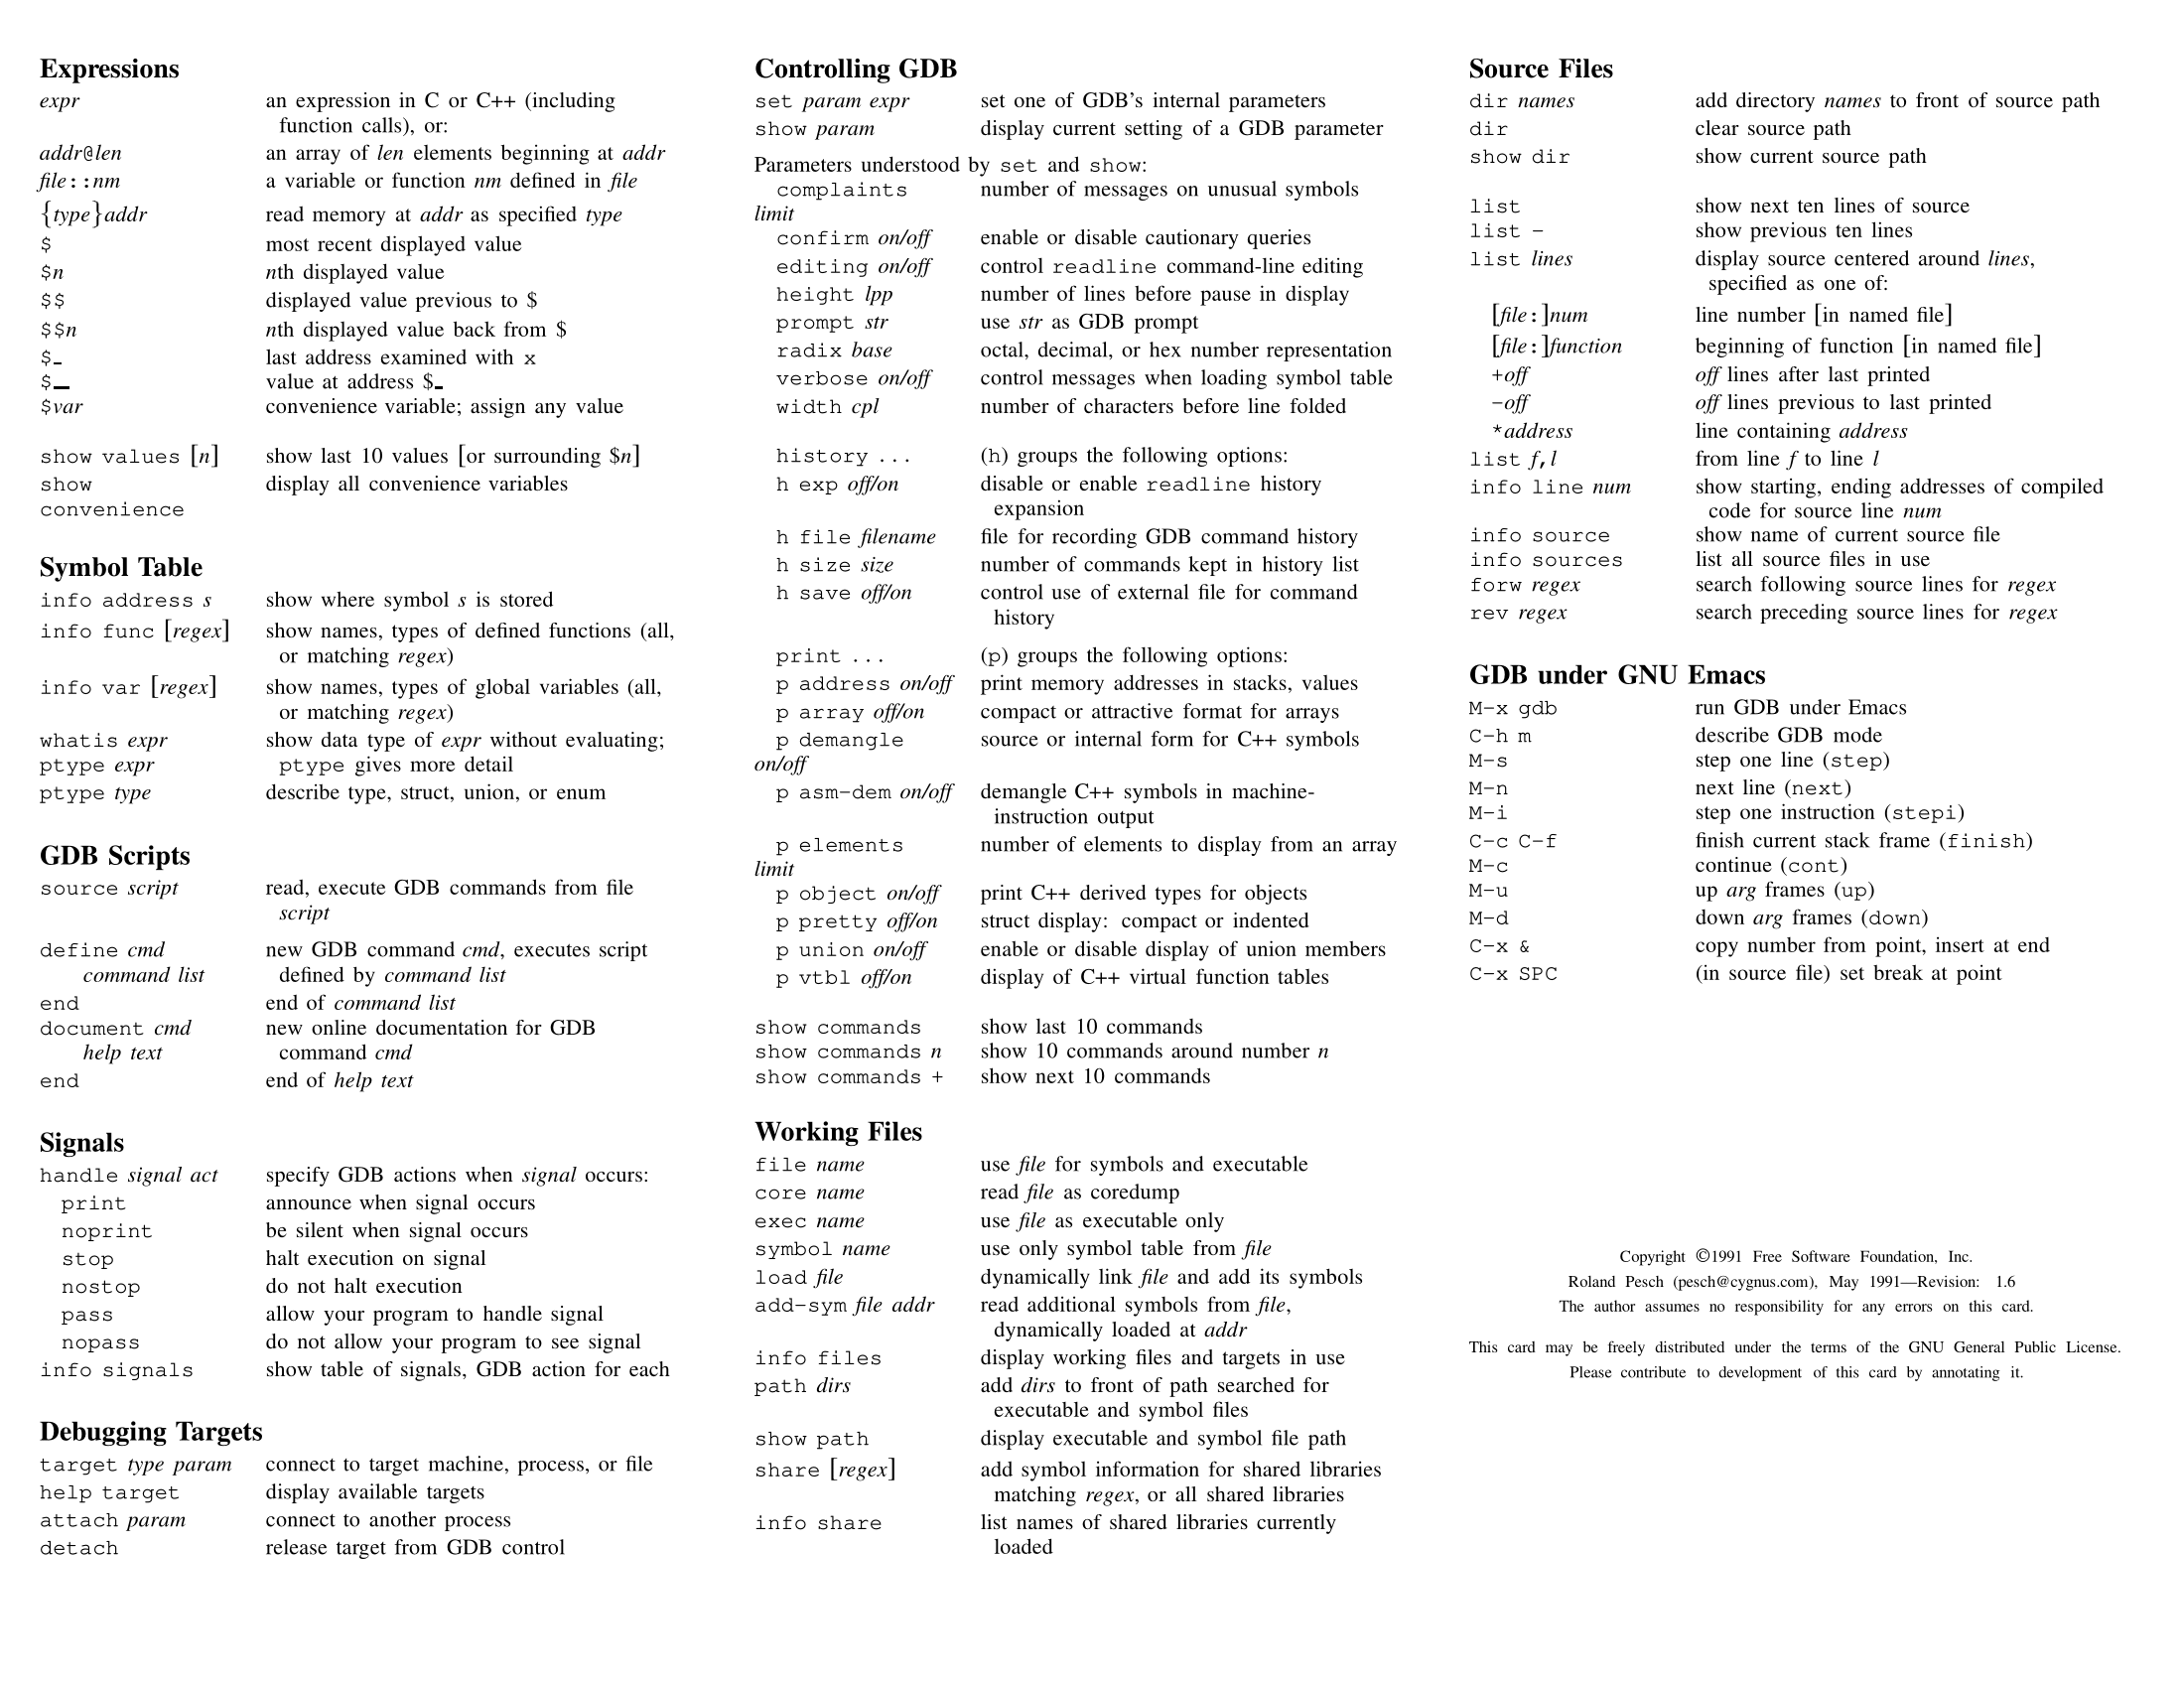 Expressions
expr an expression in C or C++ (including
function calls), or:
addr@len an array of len elements beginning at addr
file::nm a variable or function nm defined in file
{type}addr read memory at addr as specified type
$ most recent displayed value
$n nth displayed value
$$ displayed value previous to $
$$n nth displayed value back from $
$_ last address examined with x
$__ value at address $_
$var convenience variable; assign any value
show values [n] show last 10 values [or surrounding $n]
show display all convenience variables
convenience
Symbol Table
info address s show where symbol s is stored
info func [regex] show names, types of defined functions (all,
or matching regex)
info var [regex] show names, types of global variables (all,
or matching regex)
whatis expr show data type of expr without evaluating;
ptype expr ptype gives more detail
ptype type describe type, struct, union, or enum
GDB Scripts
source script read, execute GDB commands from file
script
define cmd new GDB command cmd, executes script
command list defined by command list
end end of command list
document cmd new online documentation for GDB
help text command cmd
end end of help text
Signals
handle signal act specify GDB actions when signal occurs:
print announce when signal occurs
noprint be silent when signal occurs
stop halt execution on signal
nostop do not halt execution
pass allow your program to handle signal
nopass do not allow your program to see signal
info signals show table of signals, GDB action for each
Debugging Targets
target type param connect to target machine, process, or file
help target display available targets
attach param connect to another process
detach release target from GDB control
Controlling GDB
set param expr set one of GDB's internal parameters
show param display current setting of a GDB parameter
Parameters understood by set and show:
complaints number of messages on unusual symbols
limit
confirm on/off enable or disable cautionary queries
editing on/off control readline command-line editing
height lpp number of lines before pause in display
prompt str use str as GDB prompt
radix base octal, decimal, or hex number representation
verbose on/off control messages when loading symbol table
width cpl number of characters before line folded
history ... (h) groups the following options:
h exp off/on disable or enable readline history
expansion
h file filename file for recording GDB command history
h size size number of commands kept in history list
h save off/on control use of external file for command
history
print ... (p) groups the following options:
p address on/off print memory addresses in stacks, values
p array off/on compact or attractive format for arrays
p demangle source or internal form for C++ symbols
on/off
p asm-dem on/off demangle C++ symbols in machine-
instruction output
p elements number of elements to display from an array
limit
p object on/off print C++ derived types for objects
p pretty off/on struct display: compact or indented
p union on/off enable or disable display of union members
p vtbl off/on display of C++ virtual function tables
show commands show last 10 commands
show commands n show 10 commands around number n
show commands + show next 10 commands
Working Files
file name use file for symbols and executable
core name read file as coredump
exec name use file as executable only
symbol name use only symbol table from file
load file dynamically link file and add its symbols
add-sym file addr read additional symbols from file,
dynamically loaded at addr
info files display working files and targets in use
path dirs add dirs to front of path searched for
executable and symbol files
show path display executable and symbol file path
share [regex] add symbol information for shared libraries
matching regex, or all shared libraries
info share list names of shared libraries currently
loaded
Source Files
dir names add directory names to front of source path
dir clear source path
show dir show current source path
list show next ten lines of source
list - show previous ten lines
list lines display source centered around lines,
specified as one of:
[file:]num line number [in named file]
[file:]function beginning of function [in named file]
+off off lines after last printed
-off off lines previous to last printed
*address line containing address
list f,l from line f to line l
info line num show starting, ending addresses of compiled
code for source line num
info source show name of current source file
info sources list all source files in use
forw regex search following source lines for regex
rev regex search preceding source lines for regex
GDB under GNU Emacs
M-x gdb run GDB under Emacs
C-h m describe GDB mode
M-s step one line (step)
M-n next line (next)
M-i step one instruction (stepi)
C-c C-f finish current stack frame (finish)
M-c continue (cont)
M-u up arg frames (up)
M-d down arg frames (down)
C-x & copy number from point, insert at end
C-x SPC (in source file) set break at point
Copyright ©1991 Free Software Foundation, Inc.
Roland Pesch (pesch@cygnus.com), May 1991—Revision: 1.6
The author assumes no responsibility for any errors on this card.
This card may be freely distributed under the terms of the GNU General Public License.
Please contribute to development of this card by annotating it.